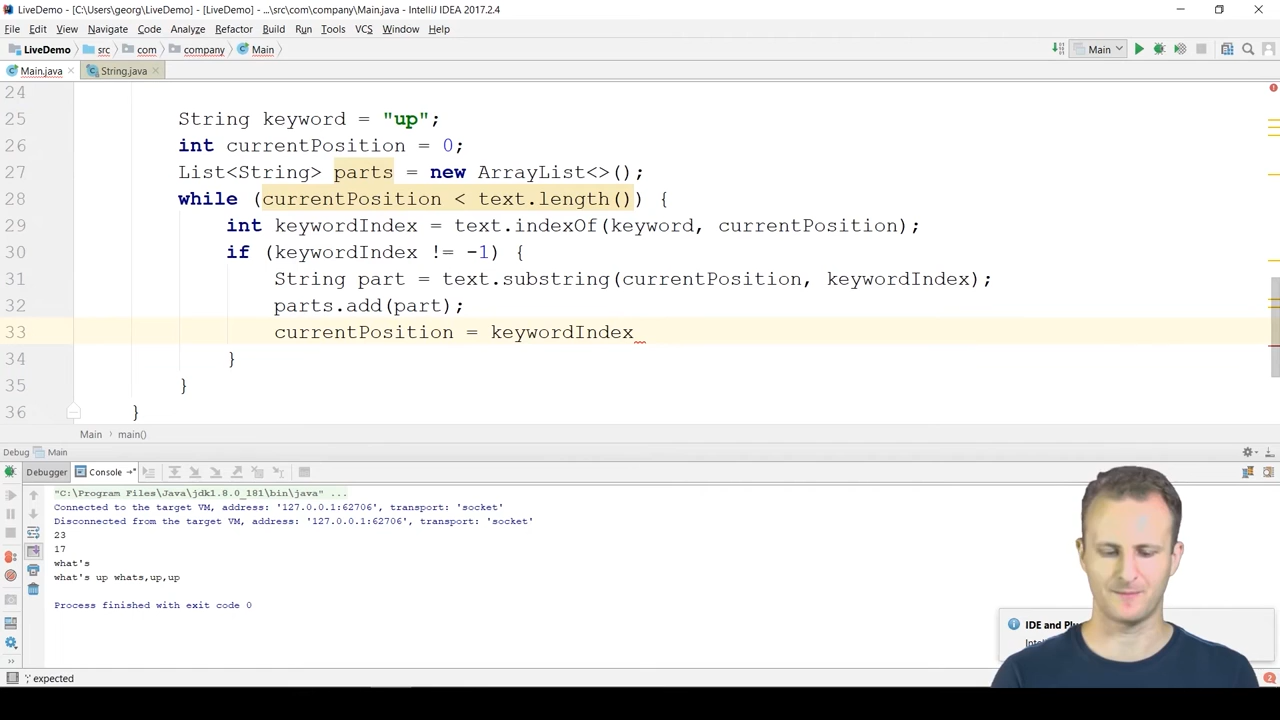 LiveDemo - [C:\Users\georg\LiveDemo] - [LiveDemo] - ...\src\com\company\Main.java - IntelliJ IDEA 2017.2.4
File Edit View Navigate Code Analyze Refactor Build Run Tools VCS Window Help
LiveDemo src com company Main Main
Main.java String.java
24
25 String keyword = "up";
26 int currentPosition = 0;
27 List<String> parts = new ArrayList<>();
28 while (currentPosition < text.length()) {
29 int keywordIndex = text.indexOf(keyword, currentPosition);
30 if (keywordIndex != -1) {
31 String part = text.substring(currentPosition, keywordIndex);
32 parts.add(part);
33 currentPosition = keywordIndex
34 }
35 }
36 }
Main main()
Debug Main
Debugger Console
"C:\Program Files\Java\jdk1.8.0_181\bin\java" ...
Connected to the target VM, address: '127.0.0.1:62706', transport: 'socket'
Disconnected from the target VM, address: '127.0.0.1:62706', transport: 'socket'
23
17
what's
what's up whats,up,up
Process finished with exit code 0
IDE and
';' expected
2